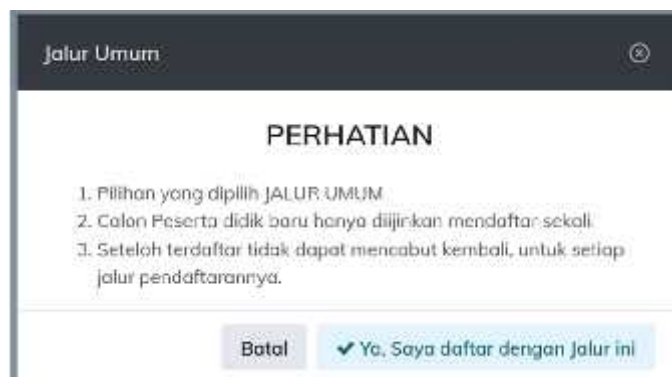 Jalur Umum
PERHATIAN
1. Pilihan yang dipilih JALUR UMUM
2. Calon Peserta didik baru hanya diijinkan mendaftar sekali
3. Setelah terdaftar tidak dapat mencabut kembali, untuk setiap
jalur pendaftarannya.
Batal
✔ Ya, Saya daftar dengan Jalur ini